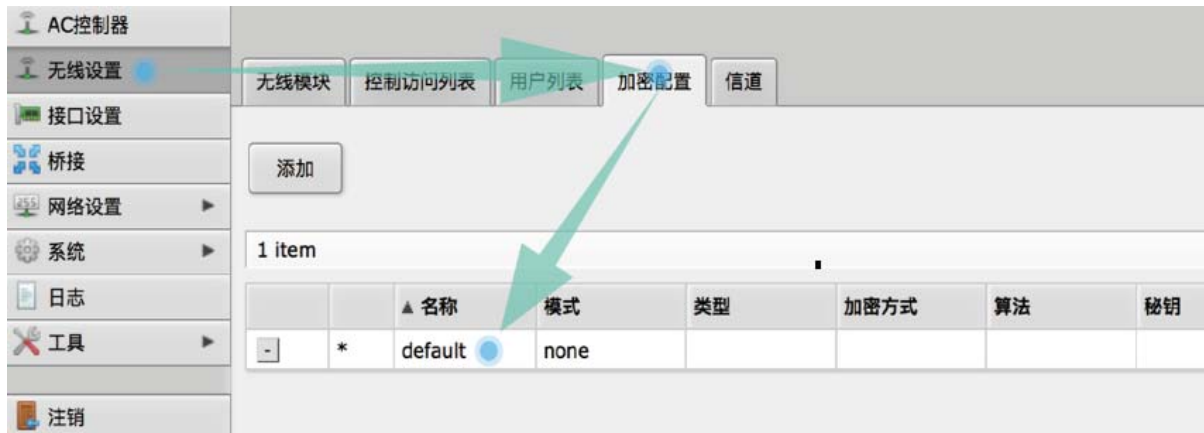 AC控制器
无线设置
接口设置
桥接
网络设置
系统
日志
工具
注销
无线模块 控制访问列表 用户列表 加密配置 信道
添加
1 item
▲ 名称 模式 类型 加密方式 算法 秘钥
- * default none